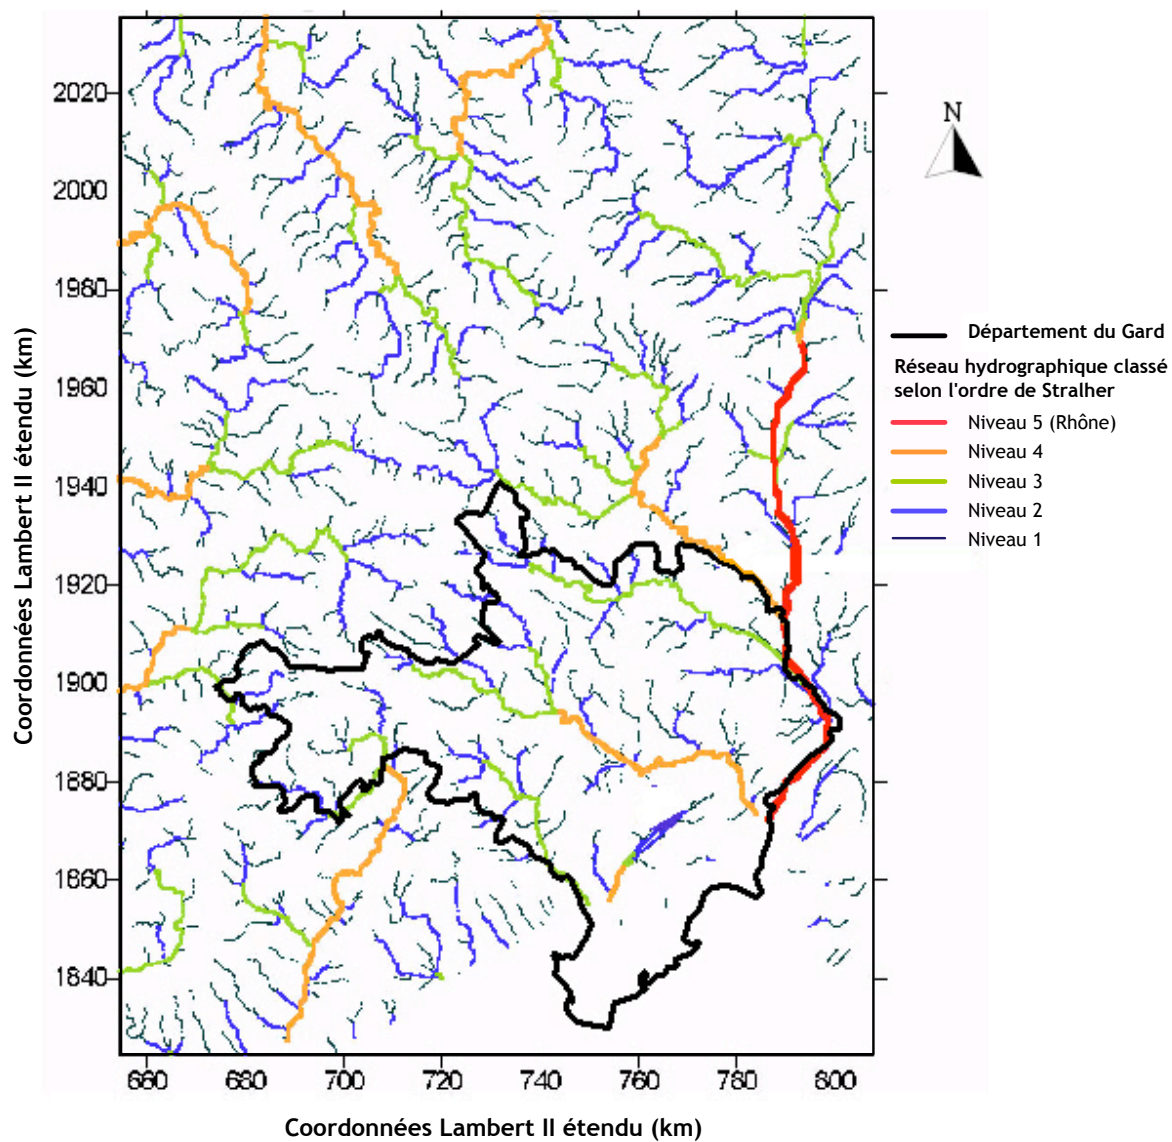 2020
2000
1980
1960
1940
1920
1900
1880
1860
1840
660
680
700
720
740
760
780
800
Coordonnées Lambert II étendu (km)
Coordonnées Lambert II étendu (km)
N
Département du Gard
Réseau hydrographique classé
selon l'ordre de Stralher
Niveau 5 (Rhône)
Niveau 4
Niveau 3
Niveau 2
Niveau 1